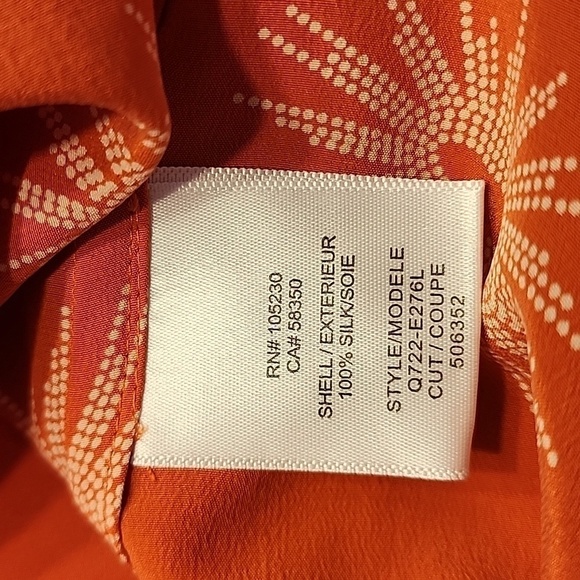 RN# 105230
CA# 58350
SHELL / EXTERIEUR
100% SILK/SOIE
STYLE/MODELE
Q722-E276L
CUT / COUPE
506352